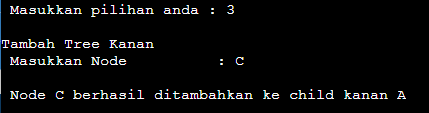 Masukkan pilihan anda : 3
Tambah Tree Kanan
Masukkan Node : C
Node C berhasil ditambahkan ke child kanan A